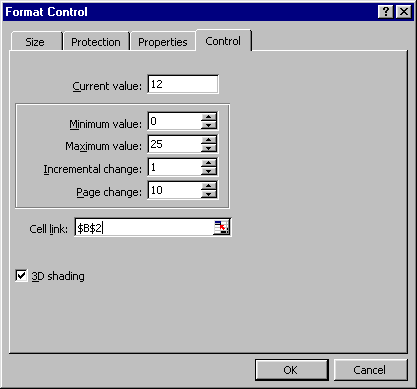 Format Control
Size Protection Properties Control
Current value: 12
Minimum value: 0
Maximum value: 25
Incremental change: 1
Page change: 10
Cell link: $B$2
3D shading
OK Cancel